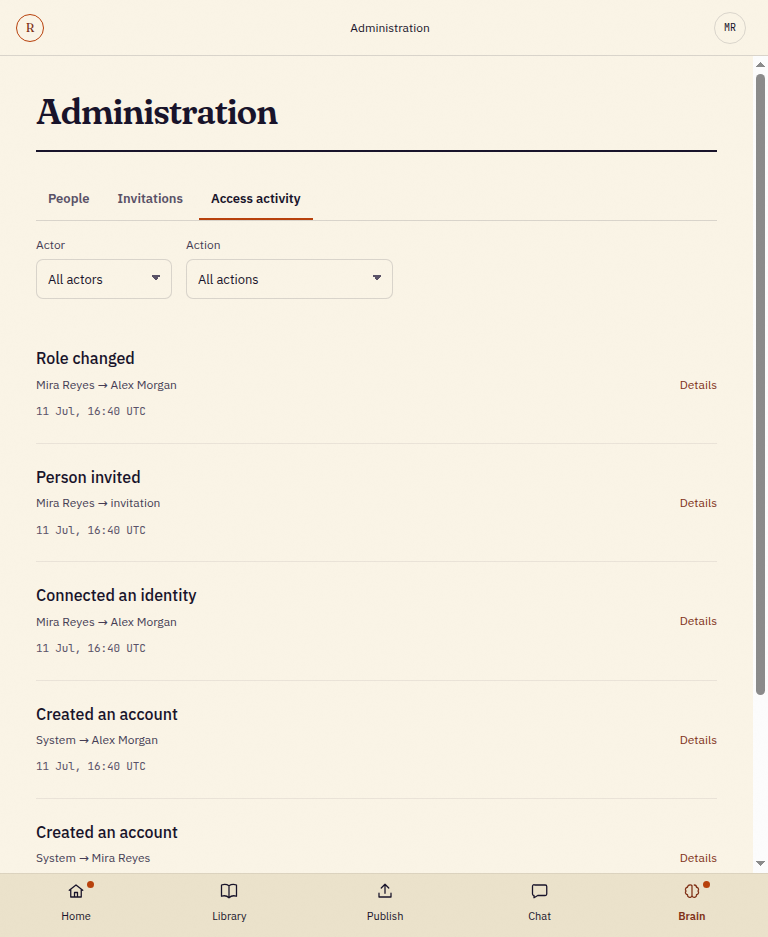 R
Administration
MR
Administration
People Invitations Access activity
Actor Action
All actors All actions
Role changed
Mira Reyes → Alex Morgan Details
11 Jul, 16:40 UTC
Person invited
Mira Reyes → invitation Details
11 Jul, 16:40 UTC
Connected an identity
Mira Reyes → Alex Morgan Details
11 Jul, 16:40 UTC
Created an account
System → Alex Morgan Details
11 Jul, 16:40 UTC
Created an account
System → Mira Reyes Details
Home Library Publish Chat Brain